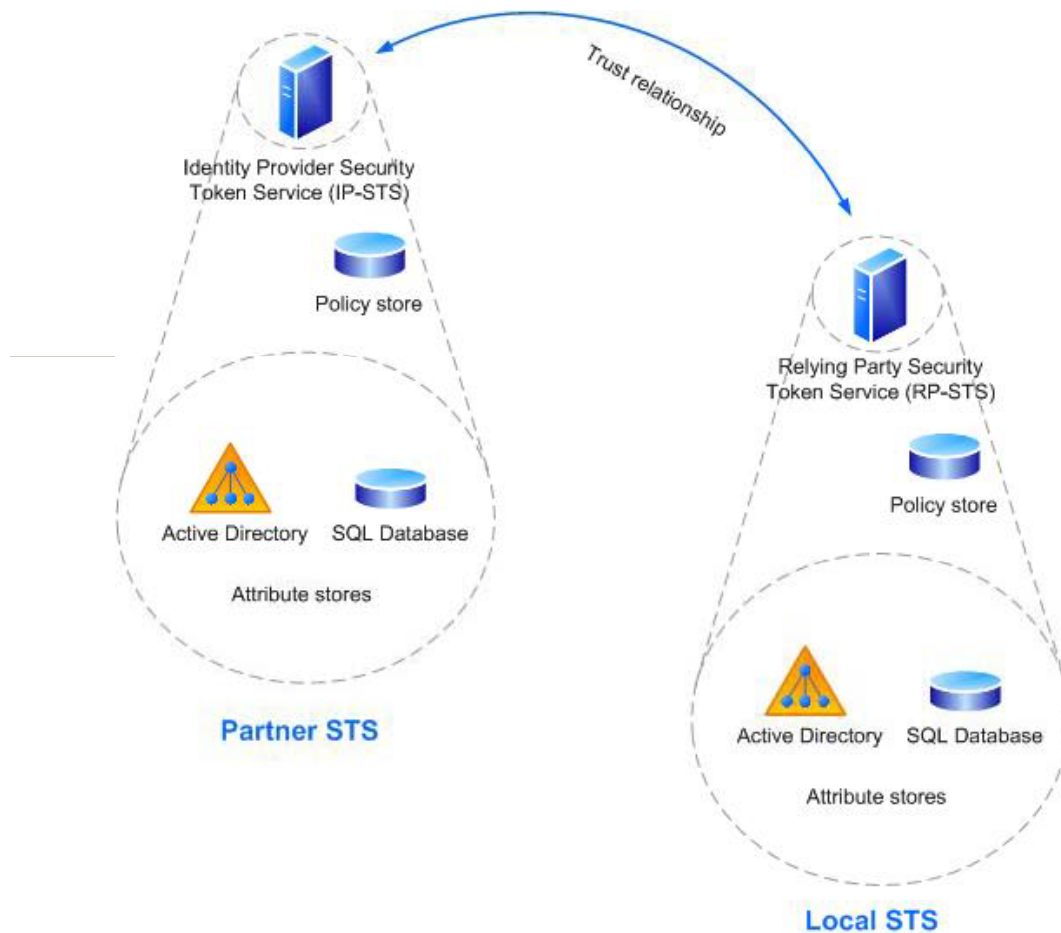 Trust relationship
Identity Provider Security
Token Service (IP-STS)
Policy store
Active Directory
SQL Database
Attribute stores
Partner STS
Relying Party Security
Token Service (RP-STS)
Policy store
Active Directory
SQL Database
Attribute stores
Local STS